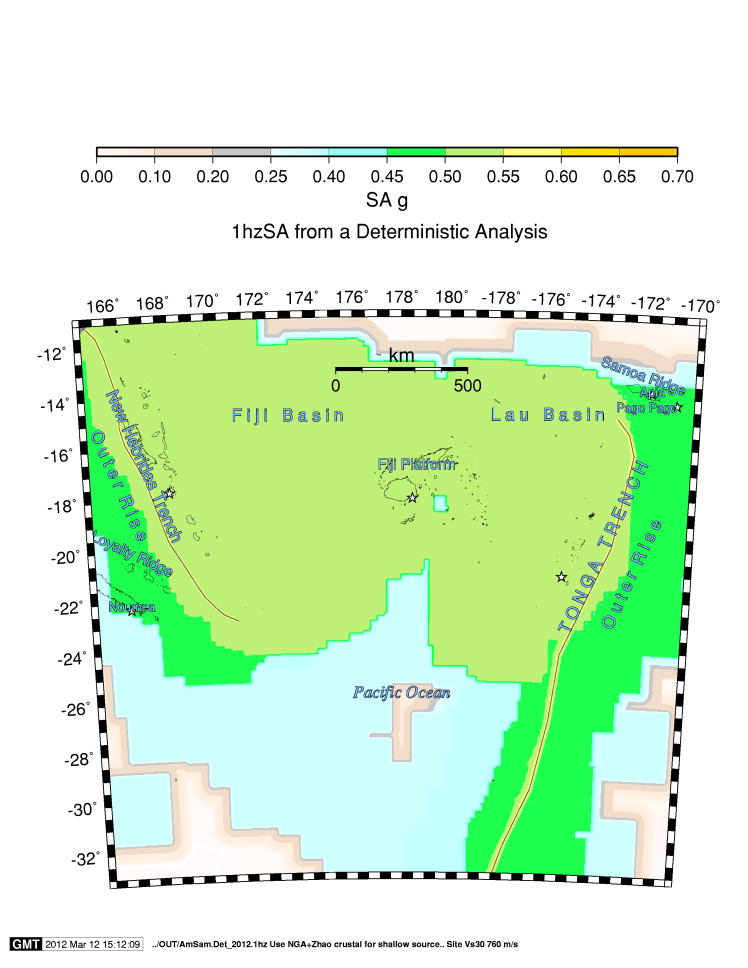 0.00 0.10 0.20 0.25 0.40 0.45 0.50 0.55 0.60 0.65 0.70
SA g
1hzSA from a Deterministic Analysis
166˚ 168˚ 170˚ 172˚ 174˚ 176˚ 178˚ 180˚ -178˚ -176˚ -174˚ -172˚ -170˚
km
0 500
-12˚
-14˚
-16˚
-18˚
-20˚
-22˚
-24˚
-26˚
-28˚
-30˚
-32˚
Samoa Ridge
Apia
Pago Pago
Fiji Basin
Lau Basin
New Hebrides Trench
Outer Rise
Fiji Platform
TONGA TRENCH
Outer Rise
Loyalty Ridge
Noumea
Pacific Ocean
GMT 2012 Mar 12 15:12:09 ../OUT/AmSam.Det_2012.1hz Use NGA+Zhao crustal for shallow source.. Site Vs30 760 m/s